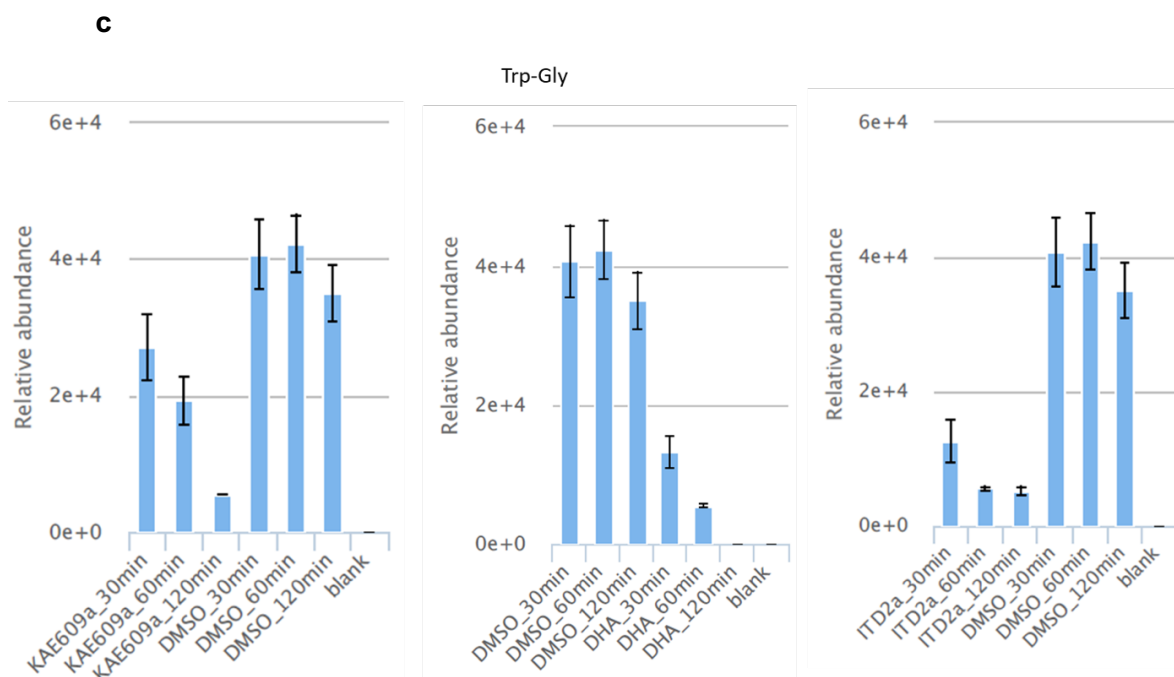 c
Trp-Gly
Relative abundance
6e+4
4e+4
2e+4
0e+0
KAE609a_30min
KAE609a_60min
KAE609a_120min
DMSO_30min
DMSO_60min
DMSO_120min
blank
Relative abundance
6e+4
4e+4
2e+4
0e+0
DMSO_30min
DMSO_60min
DMSO_120min
DHA_30min
DHA_60min
DHA_120min
blank
Relative abundance
6e+4
4e+4
2e+4
0e+0
ITD2a_30min
ITD2a_60min
ITD2a_120min
DMSO_30min
DMSO_60min
DMSO_120min
blank